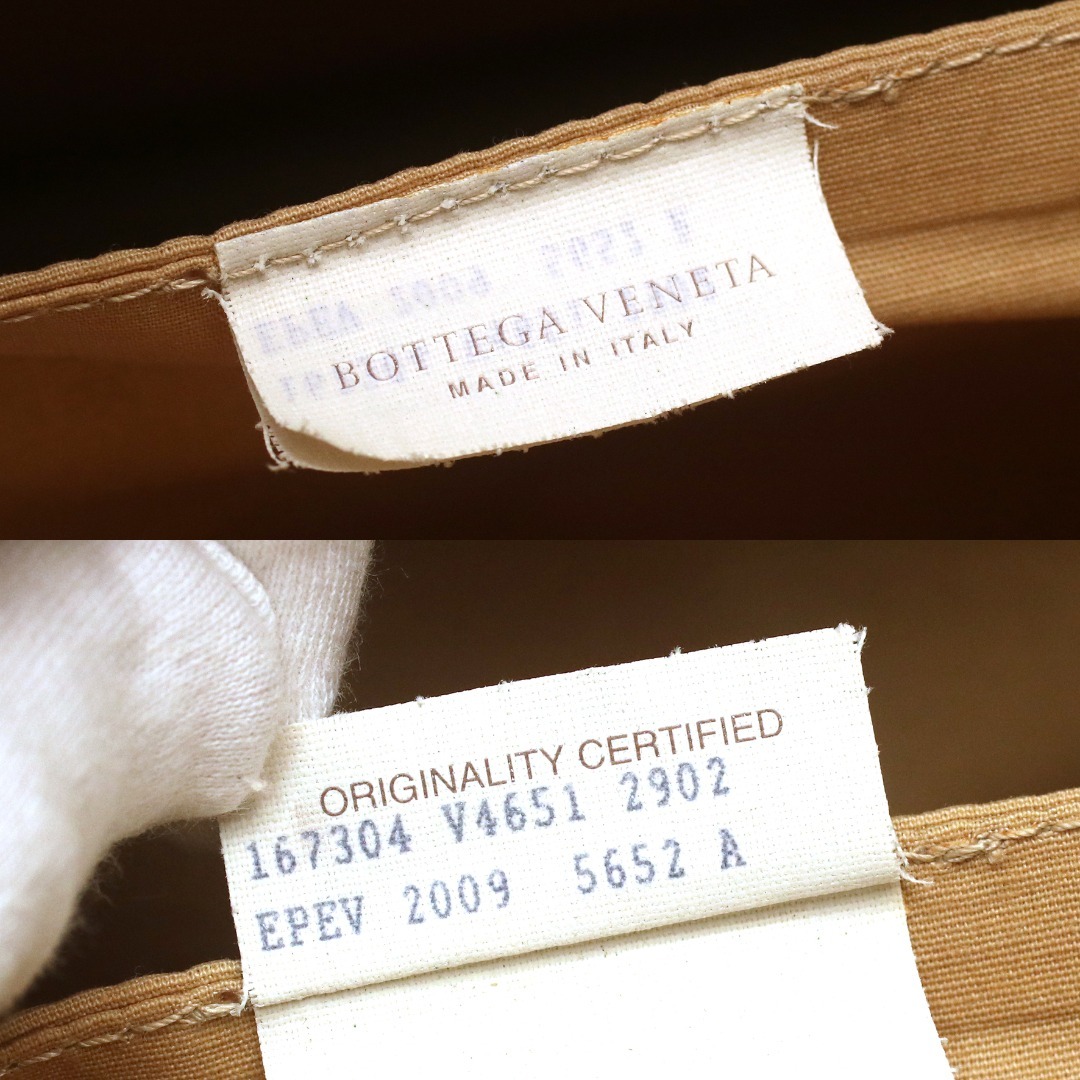 BOTTEGA VENETA
MADE IN ITALY
ORIGINALITY CERTIFIED
167304 V4651 2902
EPEV 2009 5652 A